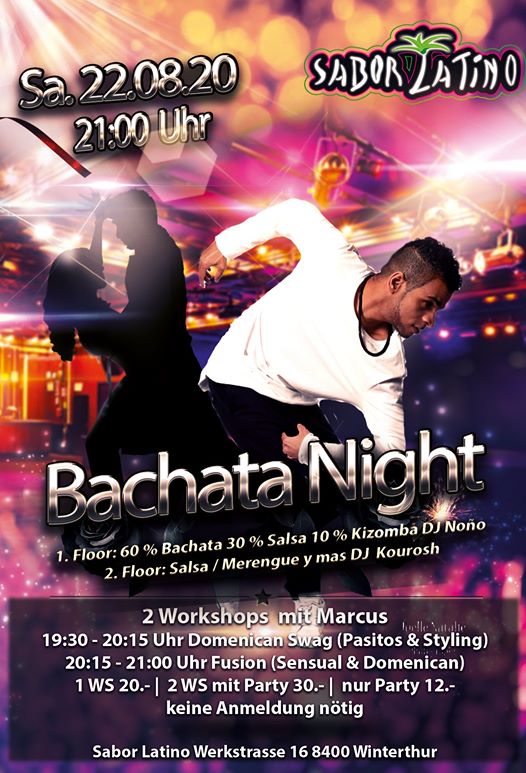 Sa. 22.08.20
21:00 Uhr
SABOR LATINO
Bachata Night
1. Floor: 60 % Bachata 30 % Salsa 10 % Kizomba DJ Noño
2. Floor: Salsa / Merengue y mas DJ Kourosh
2 Workshops mit Marcus
19:30 - 20:15 Uhr Domenican Swag (Pasitos & Styling)
20:15 - 21:00 Uhr Fusion (Sensual & Domenican)
1 WS 20.- | 2 WS mit Party 30.- | nur Party 12.-
keine Anmeldung nötig
Sabor Latino Werkstrasse 16 8400 Winterthur